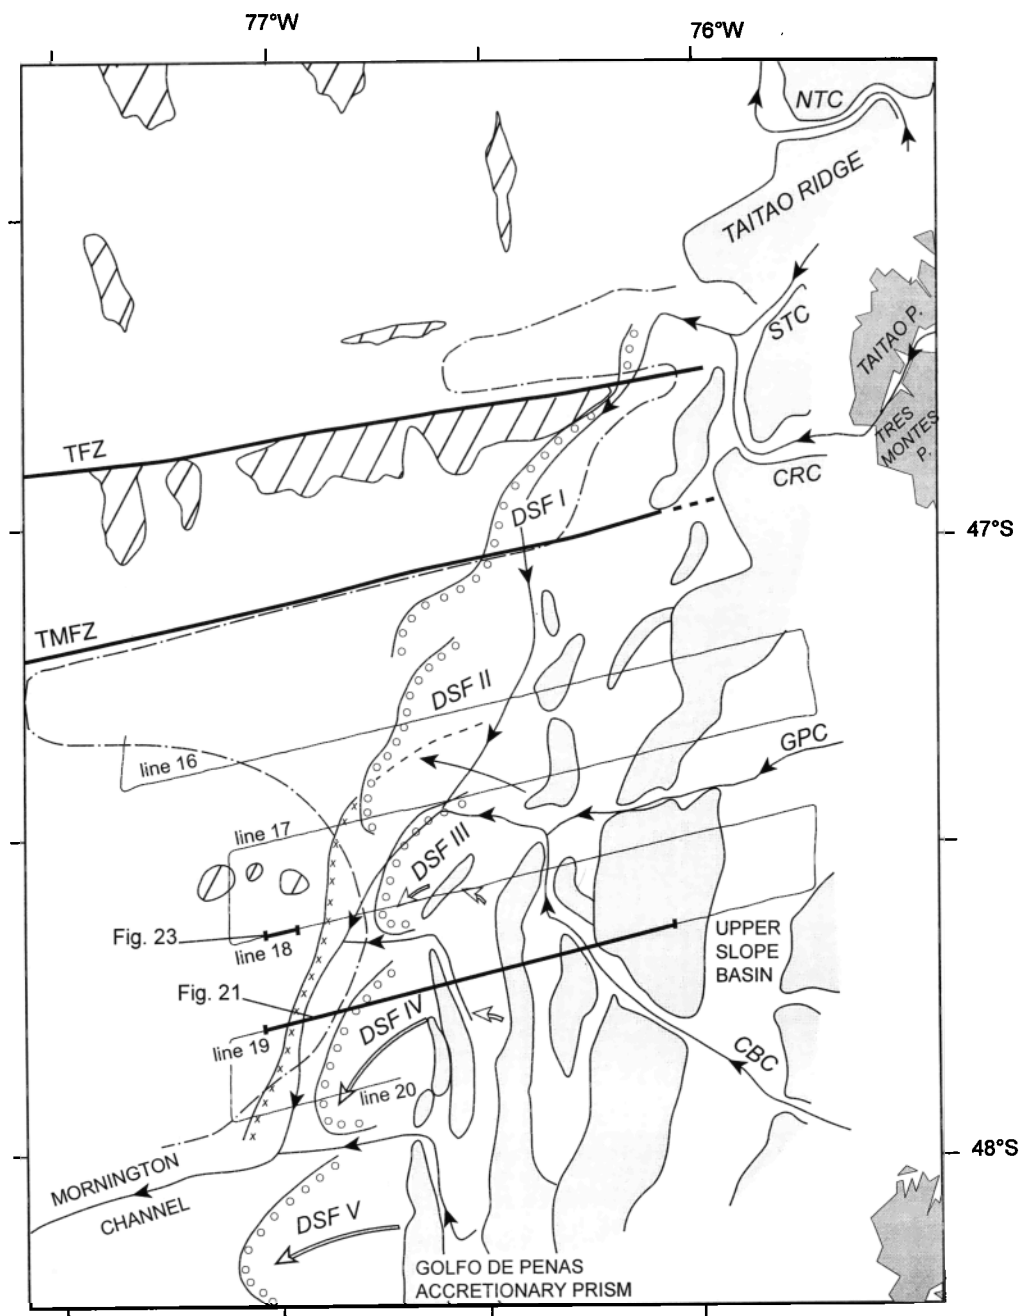 77°W
76°W
NTC
TAITAO RIDGE
STC
TAITAO P.
TRES
MONTES
P.
TFZ
CRC
DSF I
47°S
TMFZ
DSF II
GPC
line 16
line 17
DSF III
Fig. 23
line 18
UPPER
SLOPE
BASIN
Fig. 21
DSF IV
line 19
CBC
line 20
48°S
MORNINGTON
CHANNEL
DSF V
GOLFO DE PENAS
ACCRETIONARY PRISM